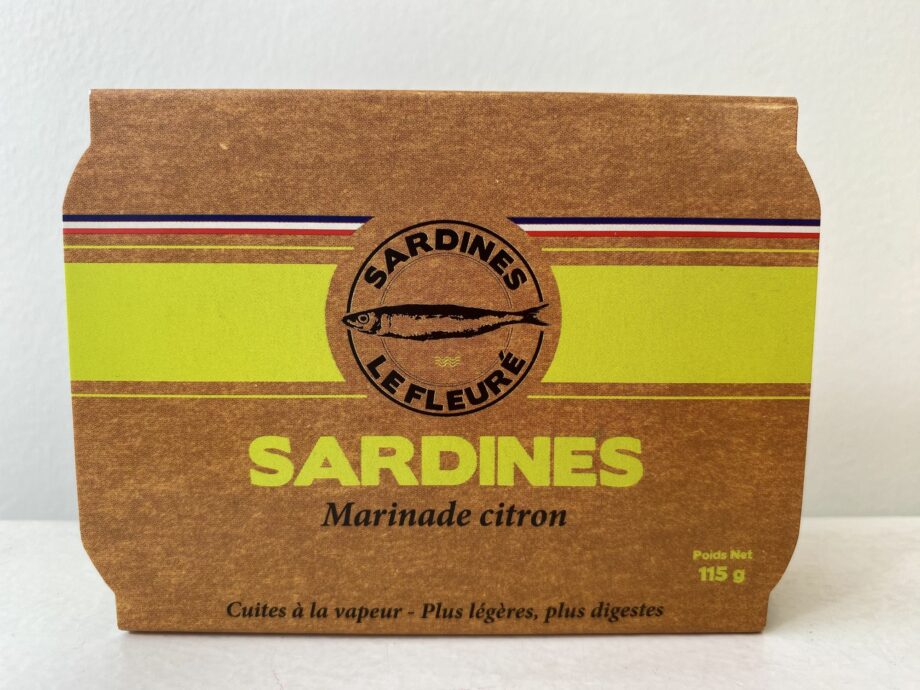 SARDINES
LE FLEURÉ
SARDINES
Marinade citron
Poids Net
115 g
Cuites à la vapeur - Plus légères, plus digestes